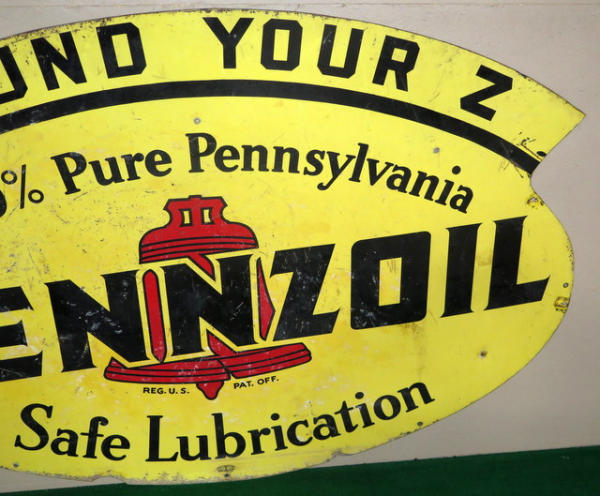 UND YOUR Z
% Pure Pennsylvania
ENNZOIL
REG. U.S. PAT. OFF.
Safe Lubrication